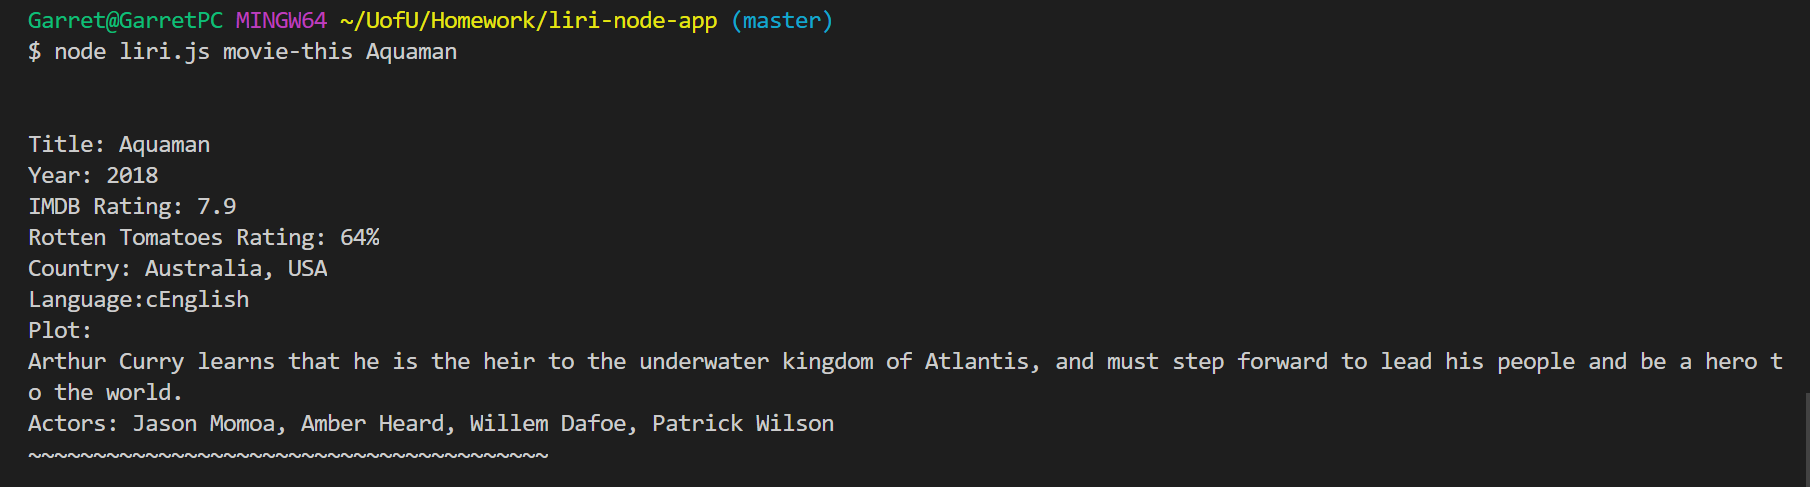 Garret@GarretPC MINGW64 ~/UofU/Homework/liri-node-app (master)
$ node liri.js movie-this Aquaman
Title: Aquaman
Year: 2018
IMDB Rating: 7.9
Rotten Tomatoes Rating: 64%
Country: Australia, USA
Language:cEnglish
Plot:
Arthur Curry learns that he is the heir to the underwater kingdom of Atlantis, and must step forward to lead his people and be a hero t
o the world.
Actors: Jason Momoa, Amber Heard, Willem Dafoe, Patrick Wilson
~~~~~~~~~~~~~~~~~~~~~~~~~~~~~~~~~~~~~~~~